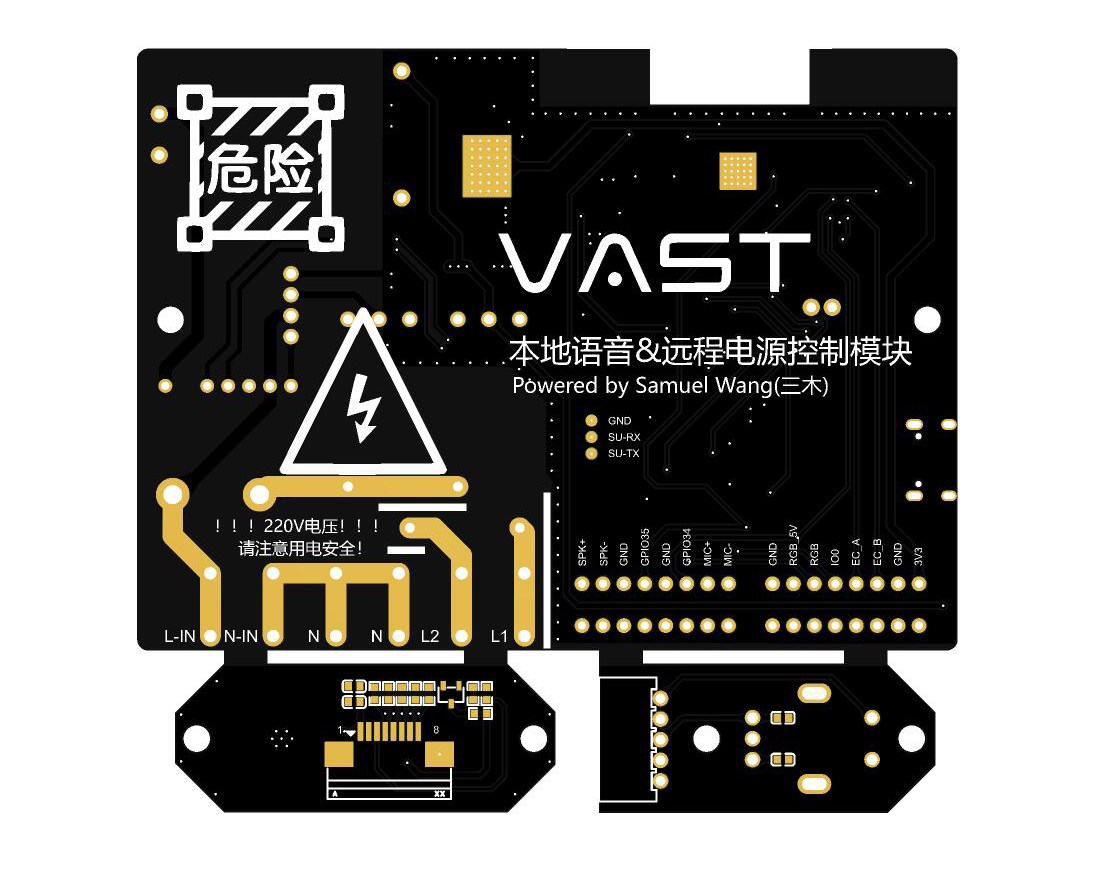 危险
VAST
本地语音&远程电源控制模块
Powered by Samuel Wang(三木)
GND
SU-RX
SU-TX
！！！220V电压！！！
请注意用电安全！
SPK+ SPK- GND GPIO35 GND GPIO34 MIC+ MIC- GND RGB_5V RGB IO0 EC_A EC_B GND 3V3
L-IN N-IN N N L2 L1
1 8
A XX